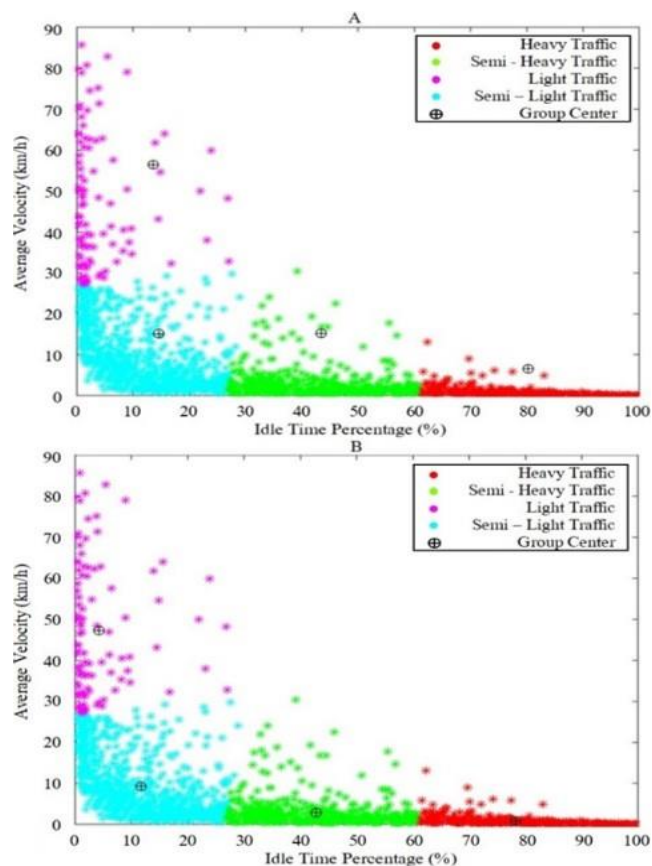 A
Heavy Traffic
Semi - Heavy Traffic
Light Traffic
Semi – Light Traffic
Group Center
Average Velocity (km/h)
90
80
70
60
50
40
30
20
10
0
0 10 20 30 40 50 60 70 80 90 100
Idle Time Percentage (%)
B
Heavy Traffic
Semi - Heavy Traffic
Light Traffic
Semi – Light Traffic
Group Center
Average Velocity (km/h)
90
80
70
60
50
40
30
20
10
0
0 10 20 30 40 50 60 70 80 90 100
Idle Time Percentage (%)